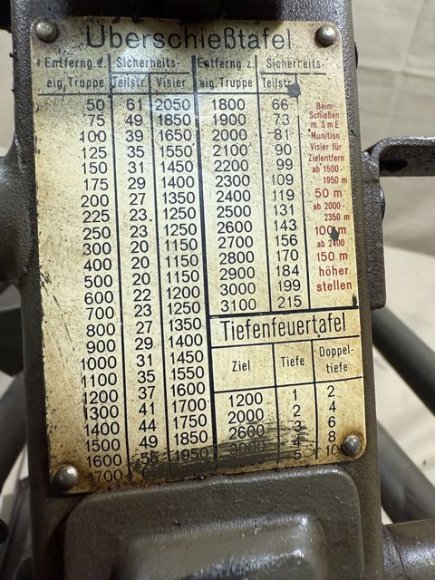 Überschießtafel
Entferng.z. Sicherheits- Entferng.z. Sicherheits-
eig.Truppe Teilstr. Visier eig.Truppe Teilstr.
50 61 2050
75 49 1850
100 39 1650
125 35 1550
150 31 1450
175 29 1400
200 27 1350
225 23 1250
250 23 1250
300 20 1150
400 20 1150
500 20 1150
600 22 1200
700 23 1250
800 27 1350
900 29 1400
1000 31 1450
1100 35 1550
1200 37 1600
1300 41 1700
1400 44 1750
1500 49 1850
1600 55 1950
1700
1800 66
1900 73
2000 81
2100 90
2200 99
2300 109
2400 119
2500 131
2600 143
2700 156
2800 170
2900 184
3000 199
3100 215
Beim
Schießen
m. SmE
Munition
Visier für
Zielentfern
ab 1500-
1950 m
50 m
ab 2000-
2350 m
100 m
ab 2400
150 m
höher
stellen
Tiefenfeuertafel
Ziel Tiefe Doppel-
tiefe
1200 1 2
2000 2 4
2600 3 6
3000 4 8
5 10